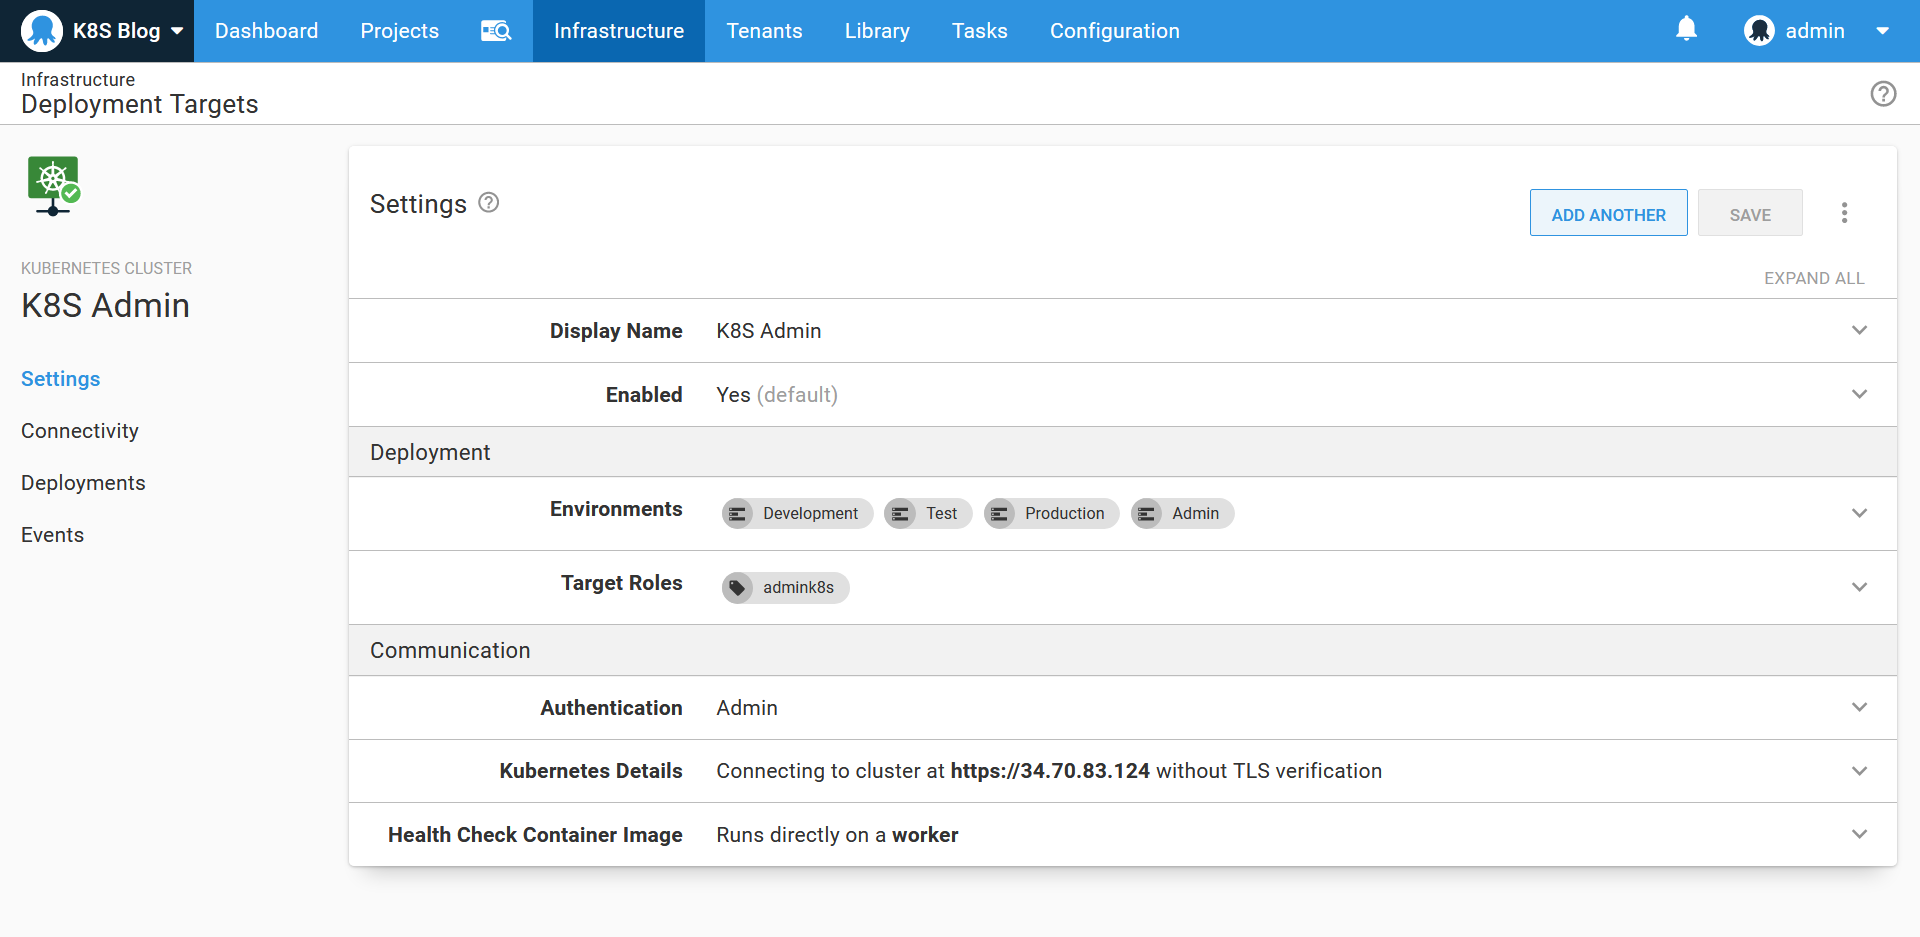 K8S Blog Dashboard Projects Infrastructure Tenants Library Tasks Configuration admin
Infrastructure
Deployment Targets
KUBERNETES CLUSTER
K8S Admin
Settings
Connectivity
Deployments
Events
Settings
ADD ANOTHER SAVE
EXPAND ALL
Display Name K8S Admin
Enabled Yes (default)
Deployment
Environments Development Test Production Admin
Target Roles admink8s
Communication
Authentication Admin
Kubernetes Details Connecting to cluster at https://34.70.83.124 without TLS verification
Health Check Container Image Runs directly on a worker